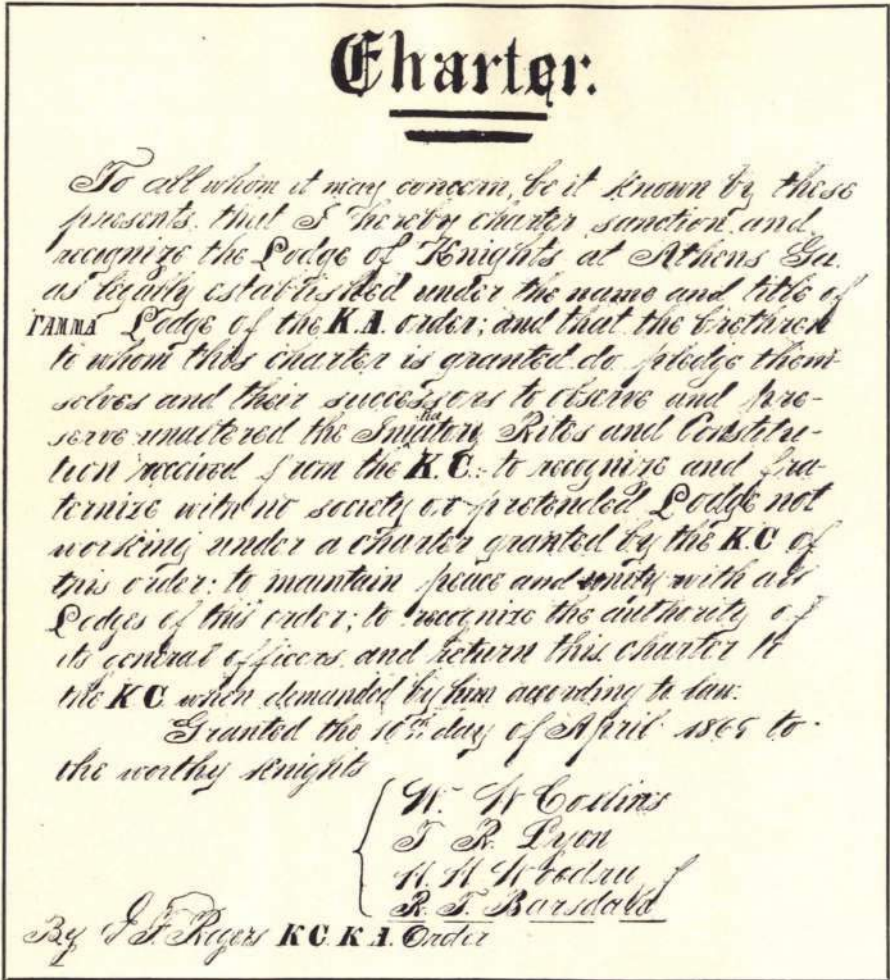 Charter.
To all whom it may concern, be it known by these
presents. that I hereby charter sanction and
recognize the Lodge of Knights at Athens Ga.
as legally established under the name and title of
ΓAMMA Lodge of the K.A. order; and that the brethren
to whom this charter is granted do pledge them-
selves and their successors to observe and pre-
serve unaltered the Initiatory Rites and Constitu-
tion received from the K.C.: to recognize and fra-
ternize with no society or pretended Lodge not
working under a charter granted by the K.C of
this order: to maintain peace and unity with all
Lodges of this order; to recognize the authority of
its general officers and return this charter to
the K C when demanded by him according to law.
Granted the 10th day of April to
the worthy Knights
W. W
T R. Lyon
Woodruf f
R. T.
By J F. Rogers K C. K A. Order